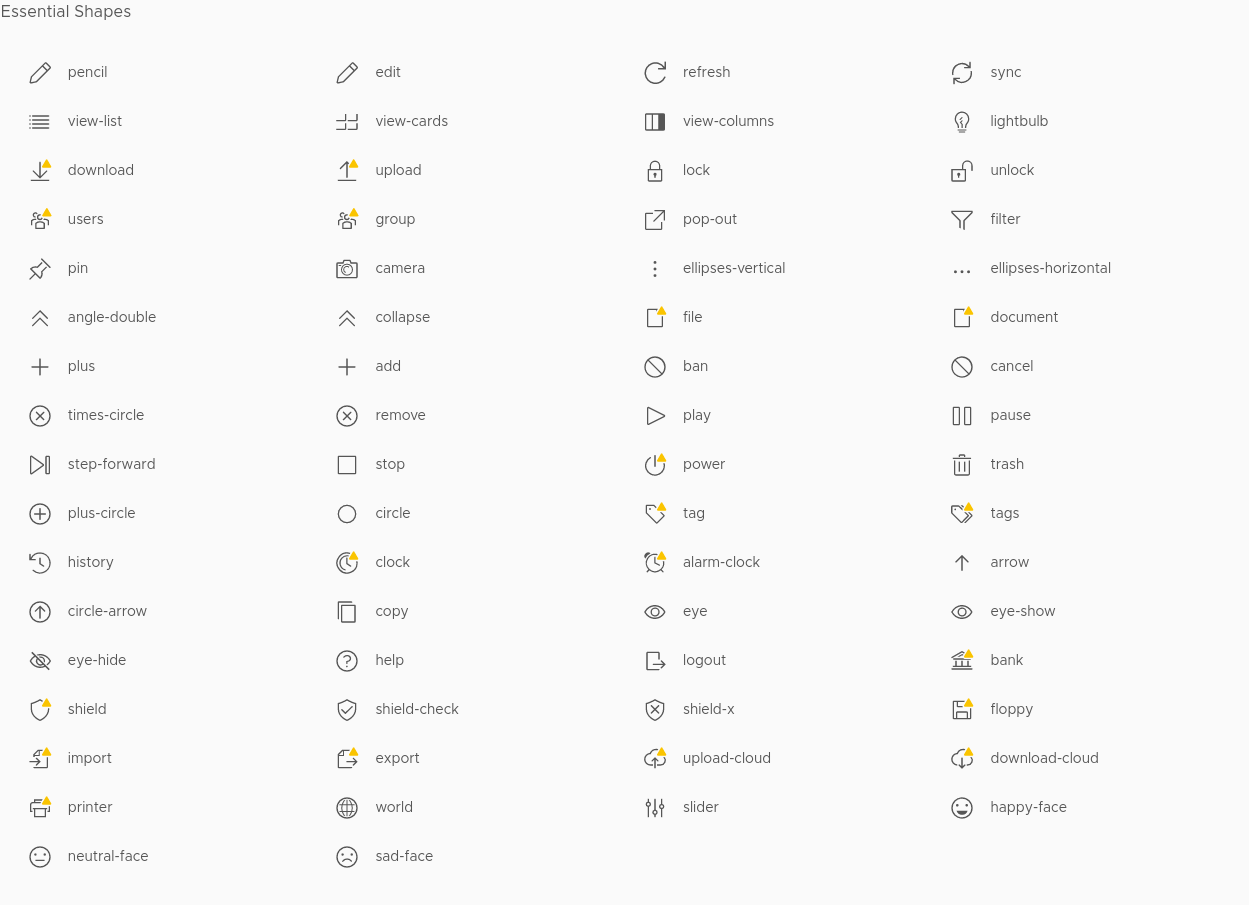 Essential Shapes
pencil edit refresh sync
view-list view-cards view-columns lightbulb
download upload lock unlock
users group pop-out filter
pin camera ellipses-vertical ellipses-horizontal
angle-double collapse file document
plus add ban cancel
times-circle remove play pause
step-forward stop power trash
plus-circle circle tag tags
history clock alarm-clock arrow
circle-arrow copy eye eye-show
eye-hide help logout bank
shield shield-check shield-x floppy
import export upload-cloud download-cloud
printer world slider happy-face
neutral-face sad-face